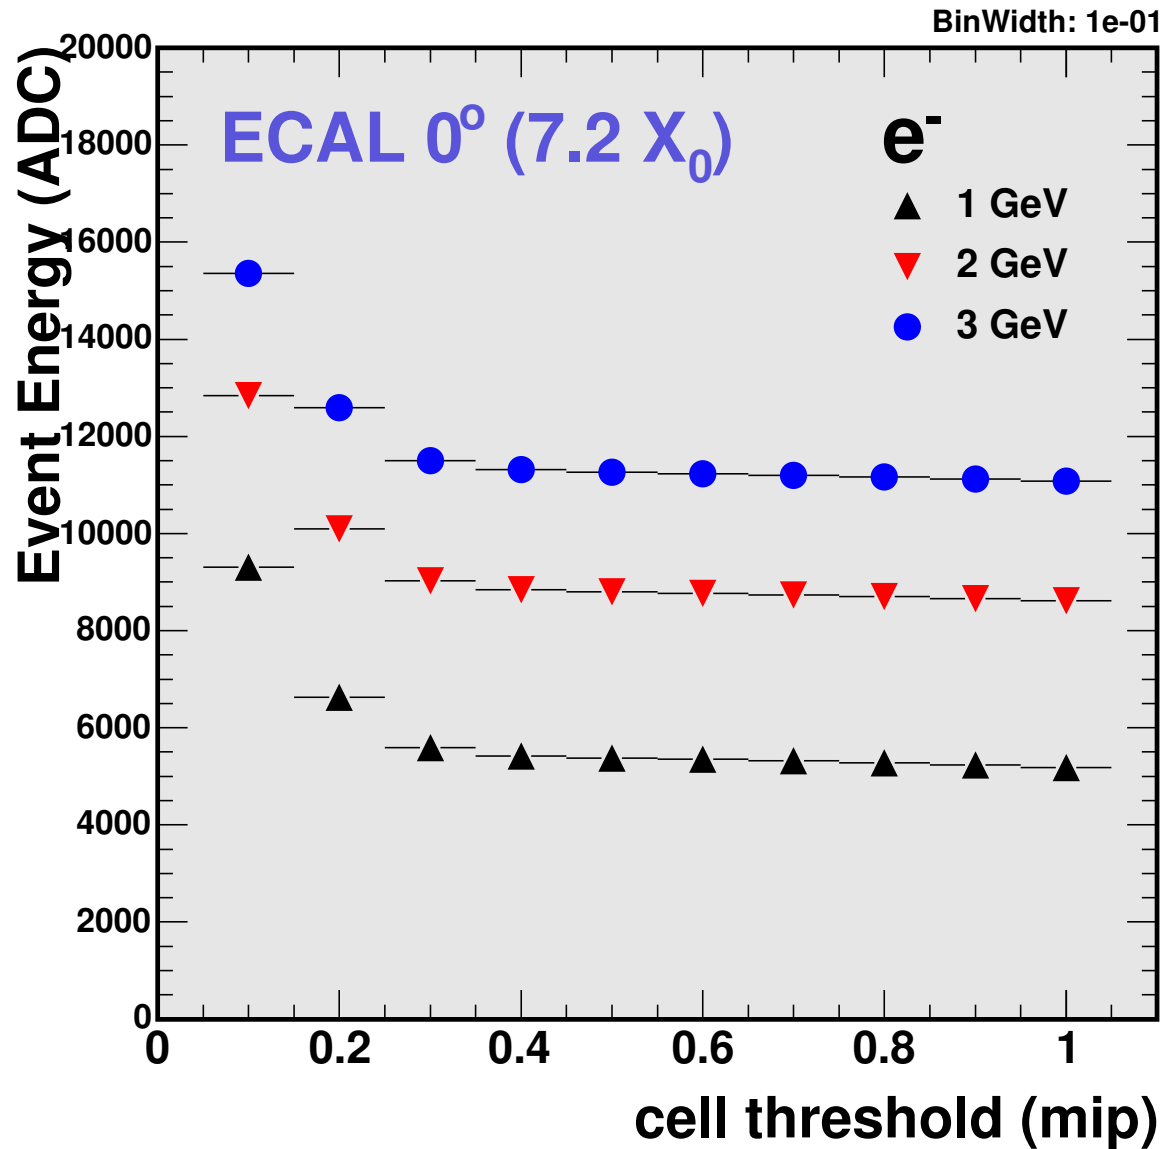 BinWidth: 1e-01
20000
18000
16000
14000
12000
10000
8000
6000
4000
2000
0
Event Energy (ADC)
ECAL 0° (7.2 X₀)
e⁻
1 GeV
2 GeV
3 GeV
0 0.2 0.4 0.6 0.8 1
cell threshold (mip)